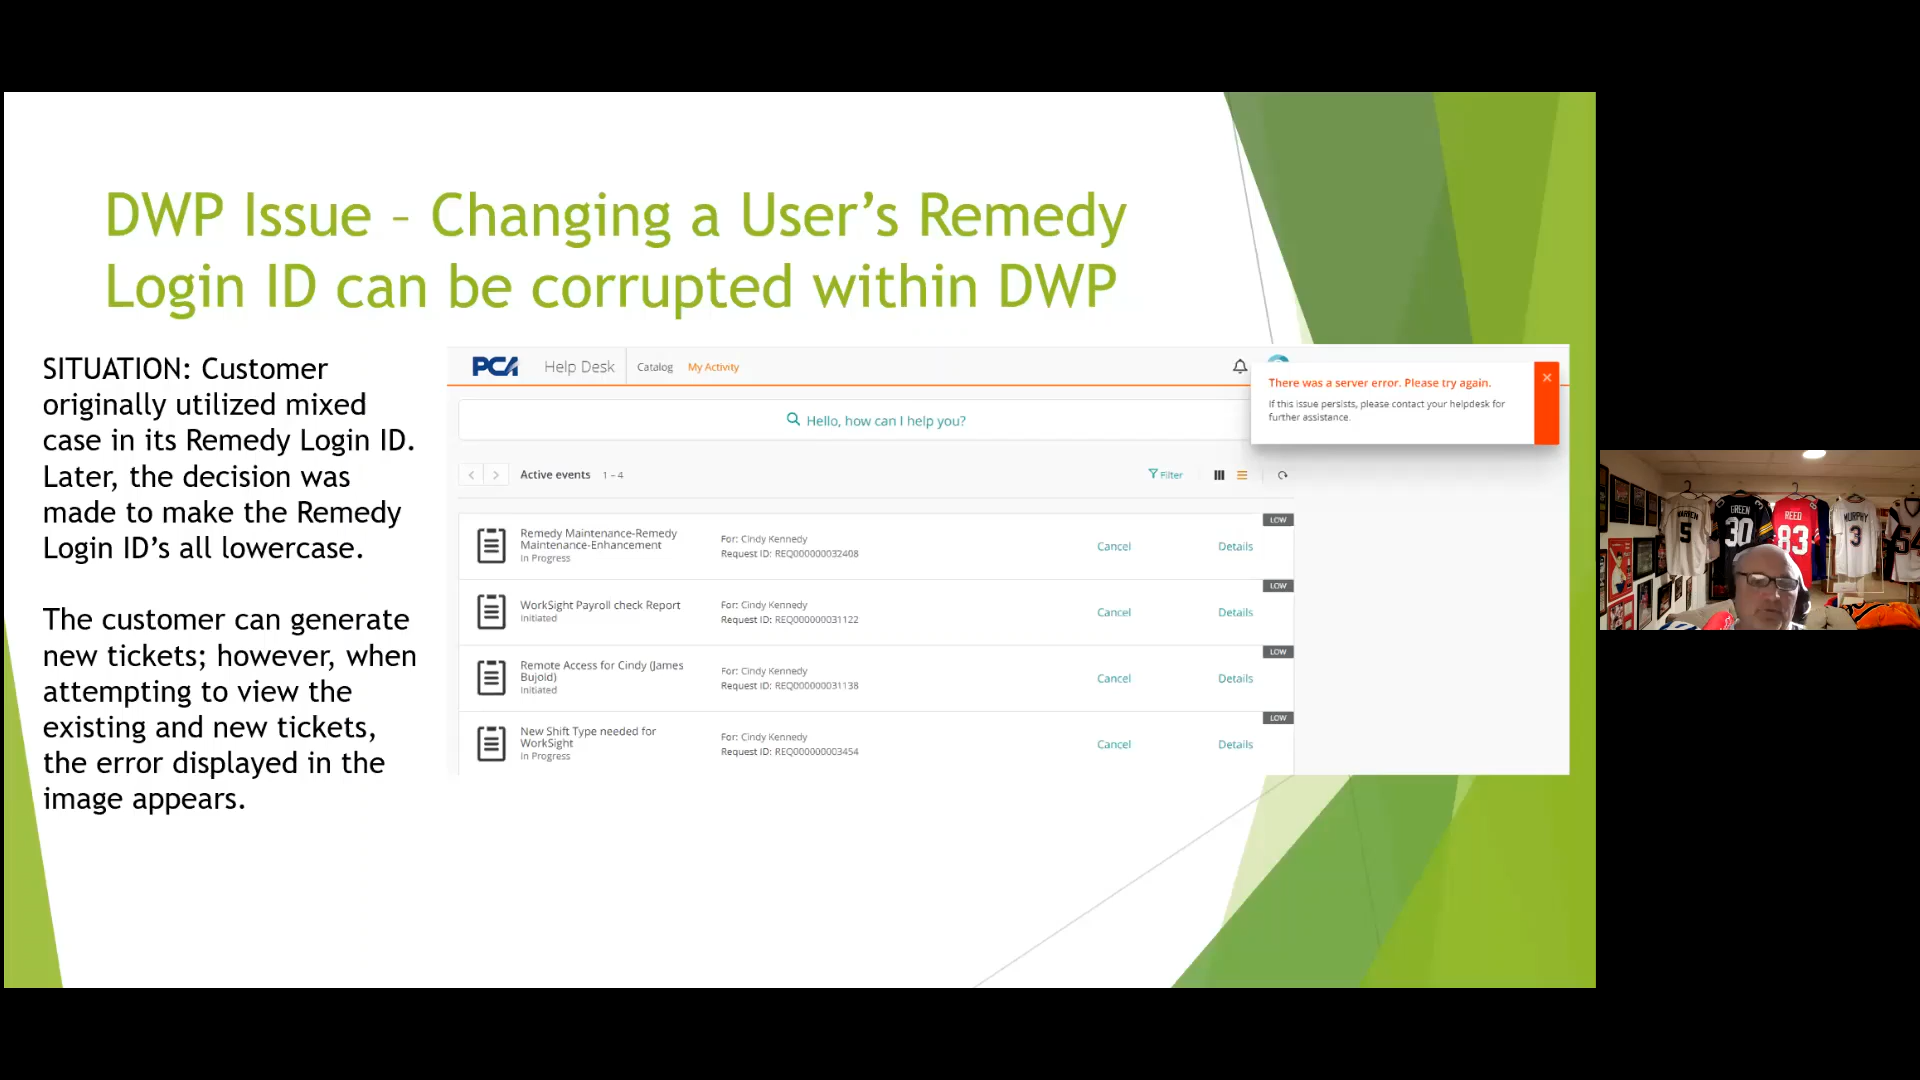 DWP Issue – Changing a User’s Remedy
Login ID can be corrupted within DWP
SITUATION: Customer
originally utilized mixed
case in its Remedy Login ID.
Later, the decision was
made to make the Remedy
Login ID’s all lowercase.
The customer can generate
new tickets; however, when
attempting to view the
existing and new tickets,
the error displayed in the
image appears.
PCA Help Desk Catalog My Activity
There was a server error. Please try again.
If this issue persists, please contact your helpdesk for
further assistance.
Hello, how can I help you?
Active events 1 – 4 Filter
LOW
Remedy Maintenance-Remedy
Maintenance-Enhancement
In Progress
For: Cindy Kennedy
Request ID: REQ000000032408
Cancel Details
LOW
WorkSight Payroll check Report
Initiated
For: Cindy Kennedy
Request ID: REQ000000031122
Cancel Details
LOW
Remote Access for Cindy (James
Bujold)
Initiated
For: Cindy Kennedy
Request ID: REQ000000031138
Cancel Details
LOW
New Shift Type needed for
WorkSight
In Progress
For: Cindy Kennedy
Request ID: REQ000000003454
Cancel Details
WARREN
5
GREEN
30
REED
83
MURPHY
3
54